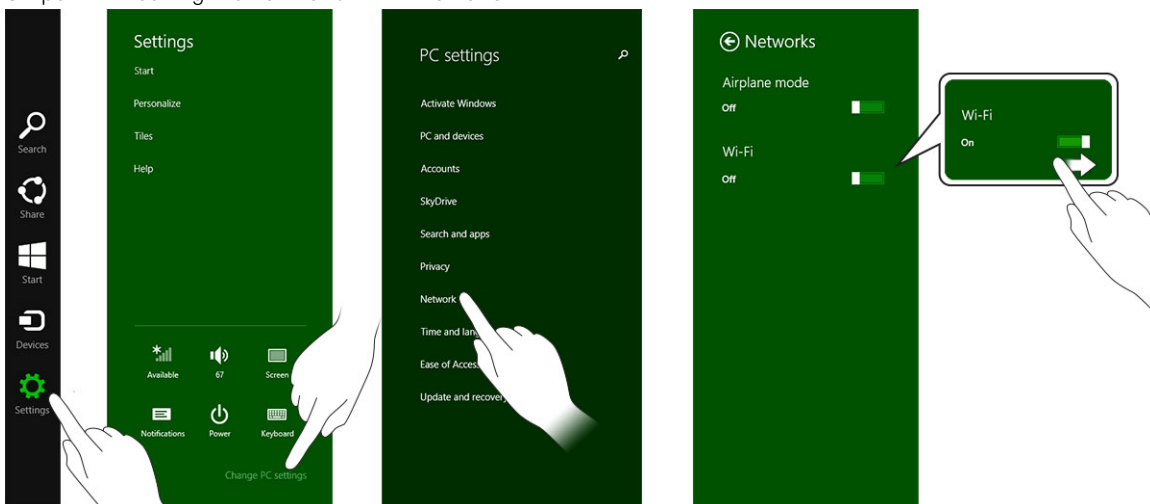 Search
Share
Start
Devices
Settings
Settings
Start
Personalize
Tiles
Help
Available
67
Screen
Notifications
Power
Keyboard
Change PC settings
PC settings
Activate Windows
PC and devices
Accounts
SkyDrive
Search and apps
Privacy
Network
Time and lan
Ease of Acces
Update and recovery
Networks
Airplane mode
Off
Wi-Fi
Off
Wi-Fi
On